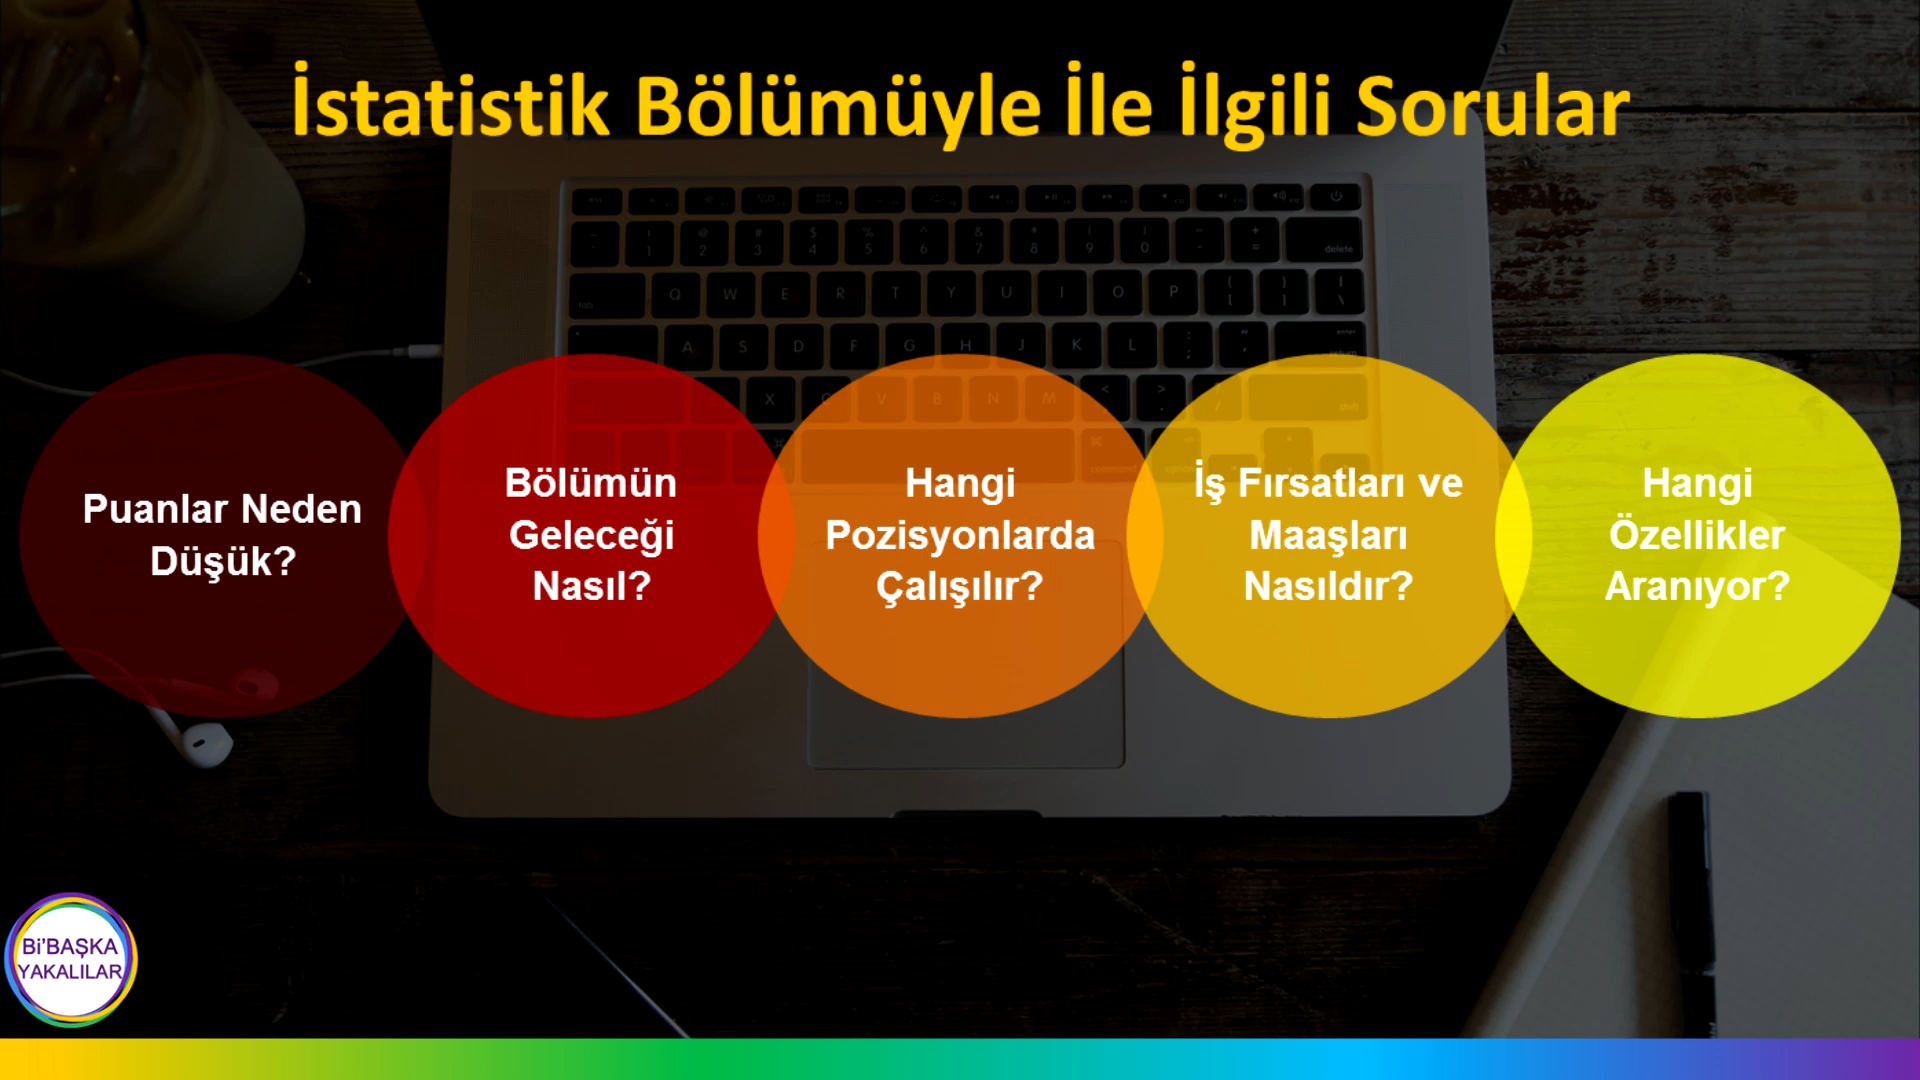 İstatistik Bölümüyle İle İlgili Sorular
Puanlar Neden
Düşük?
Bölümün
Geleceği
Nasıl?
Hangi
Pozisyonlarda
Çalışılır?
İş Fırsatları ve
Maaşları
Nasıldır?
Hangi
Özellikler
Aranıyor?
Bi'BAŞKA
YAKALILAR